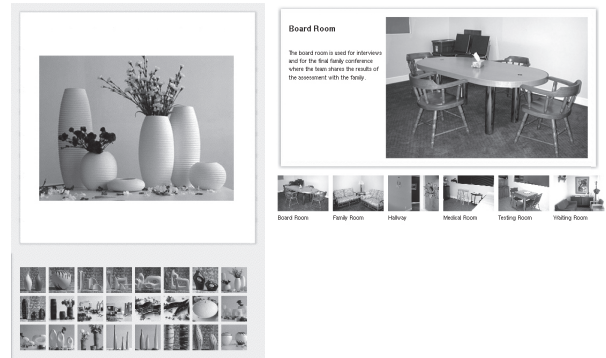 Board Room
The board room is used for interviews
and for the final family conference
where the team shares the results of
the assessment with the family.
Board Room
Family Room
Hallway
Medical Room
Testing Room
Waiting Room